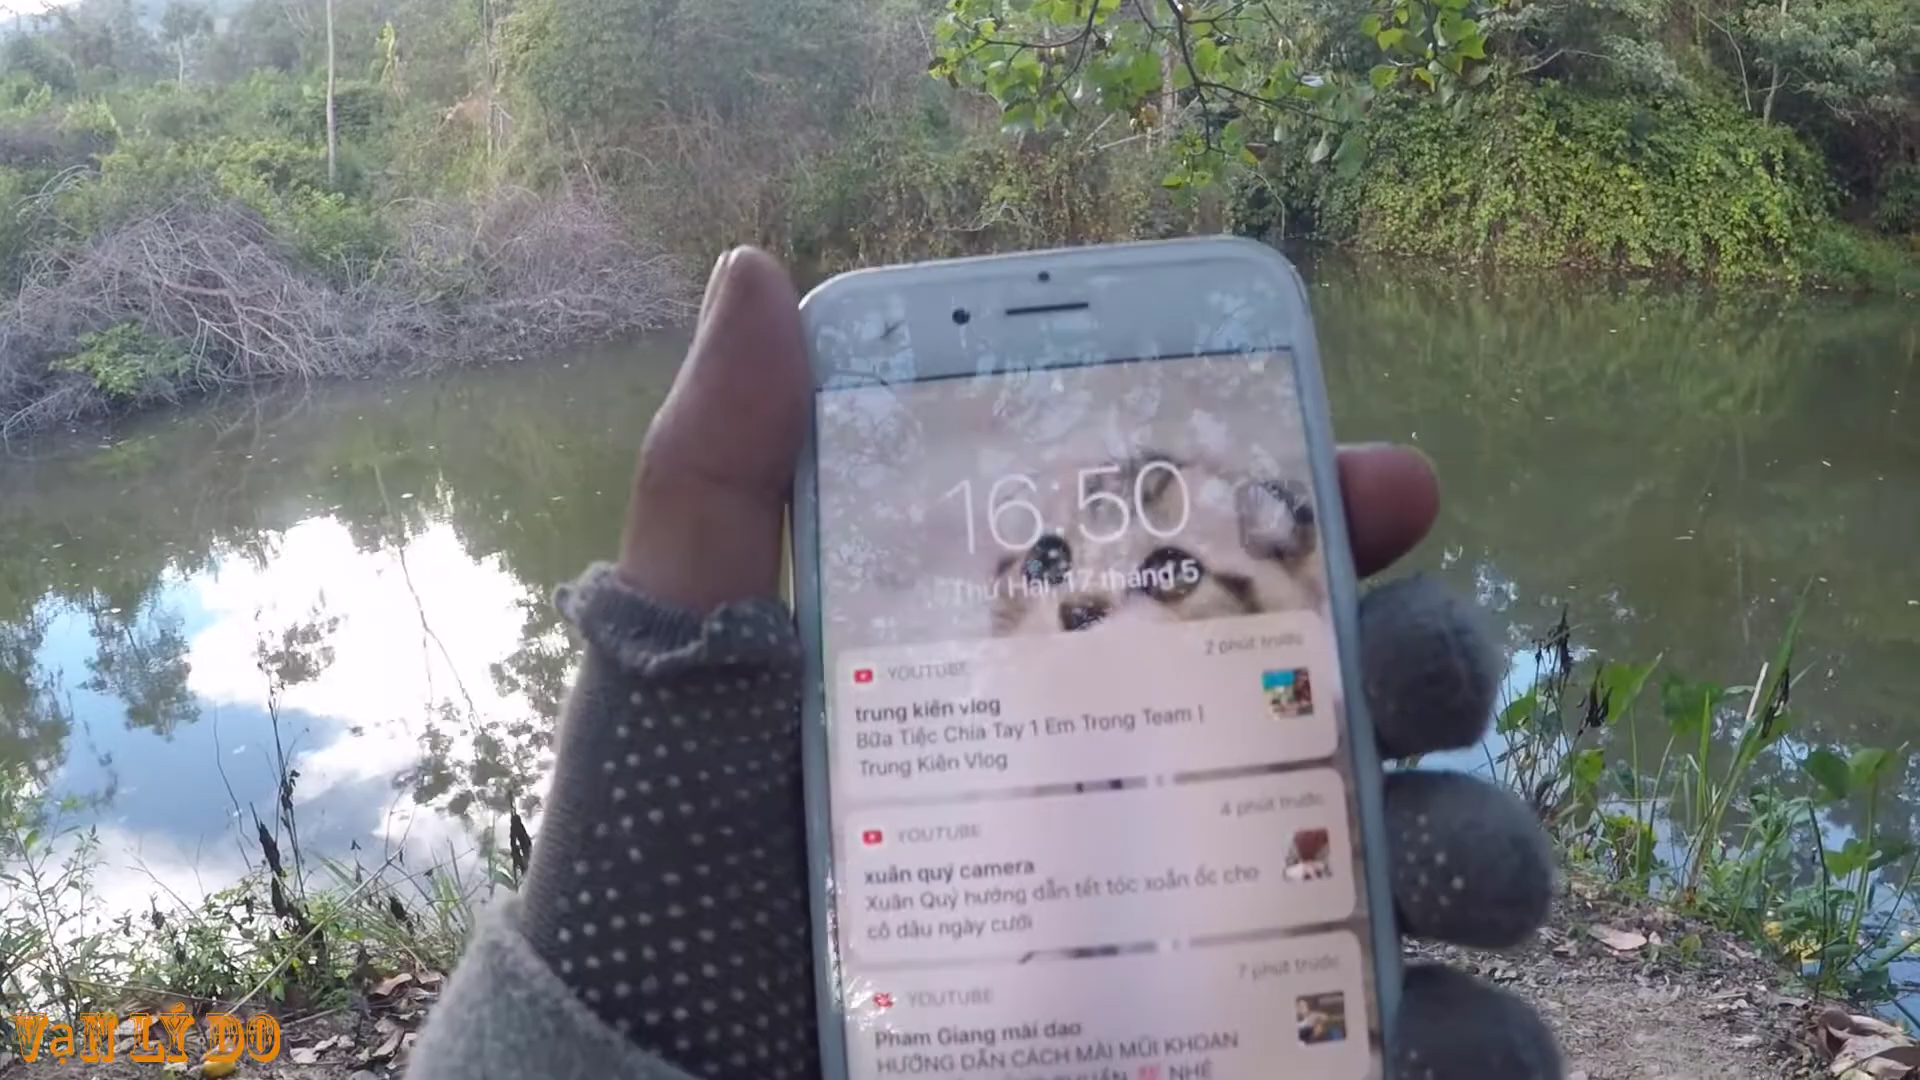 16:50
Thứ Hai, 17 tháng 5
YOUTUBE
2 phút trước
trung kiên vlog
Bữa Tiệc Chia Tay 1 Em Trong Team |
Trung Kiên Vlog
YOUTUBE
4 phút trước
xuân quý camera
Xuân Quý hướng dẫn tết tóc xoắn ốc cho
cô dâu ngày cưới
YOUTUBE
7 phút trước
Phạm Giang mài dao
HƯỚNG DẪN CÁCH MÀI MŨI KHOAN
NHÉ
VẠN LÝ DO